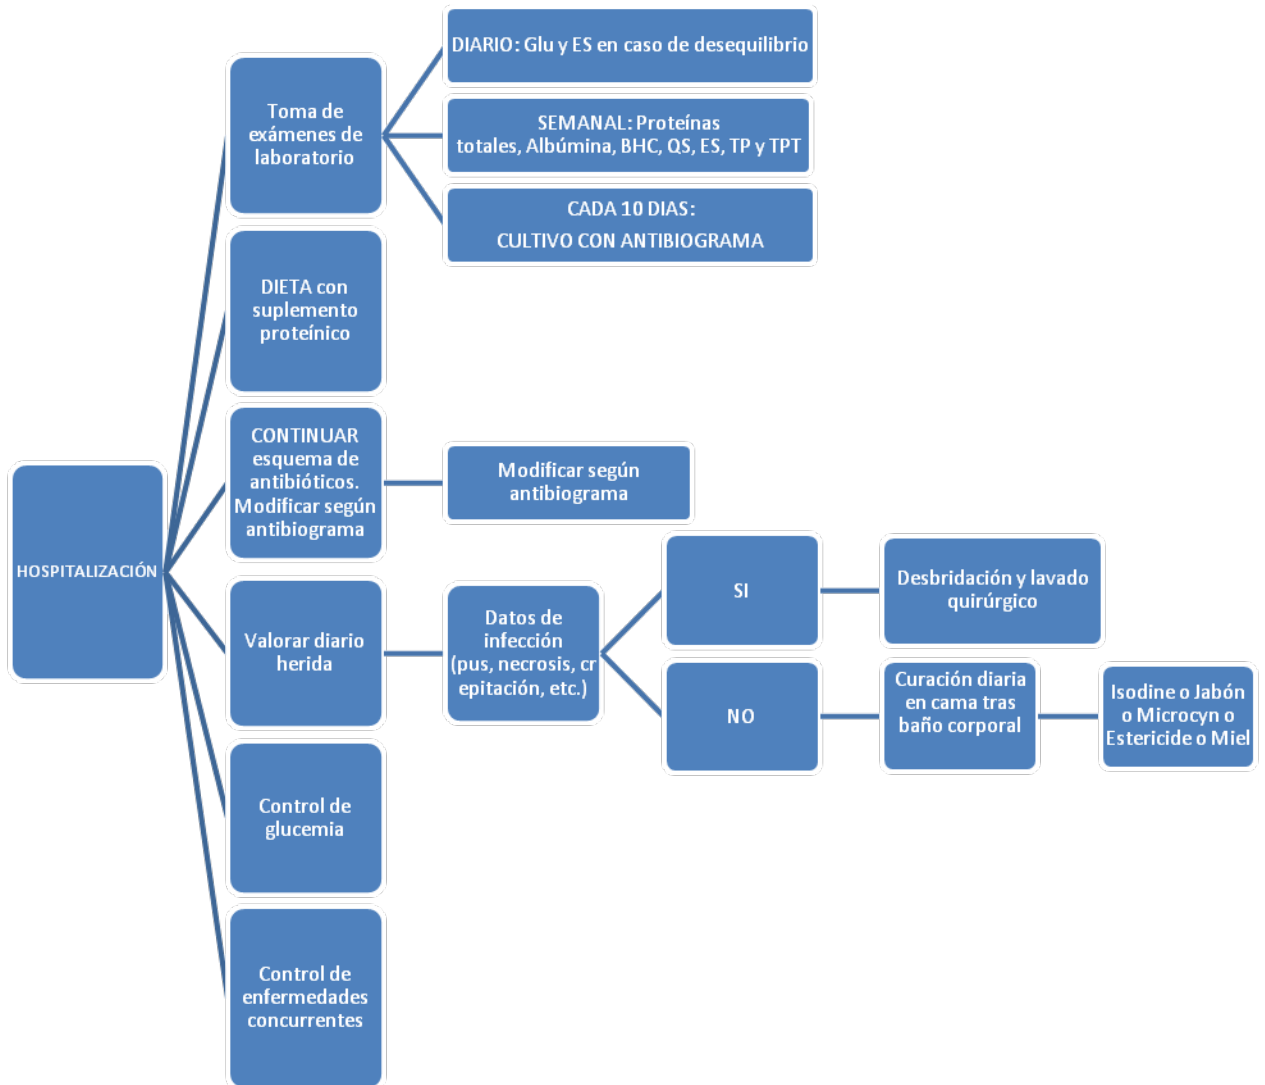 HOSPITALIZACIÓN
Toma de
exámenes de
laboratorio
DIARIO: Glu y ES en caso de desequilibrio
SEMANAL: Proteínas
totales, Albúmina, BHC, QS, ES, TP y TPT
CADA 10 DIAS:
CULTIVO CON ANTIBIOGRAMA
DIETA con
suplemento
proteínico
CONTINUAR
esquema de
antibióticos.
Modificar según
antibiograma
Modificar según
antibiograma
Valorar diario
herida
Datos de
infección
(pus, necrosis, cr
epitación, etc.)
SI
Desbridación y lavado
quirúrgico
NO
Curación diaria
en cama tras
baño corporal
Isodine o Jabón
o Microcyn o
Estericide o Miel
Control de
glucemia
Control de
enfermedades
concurrentes